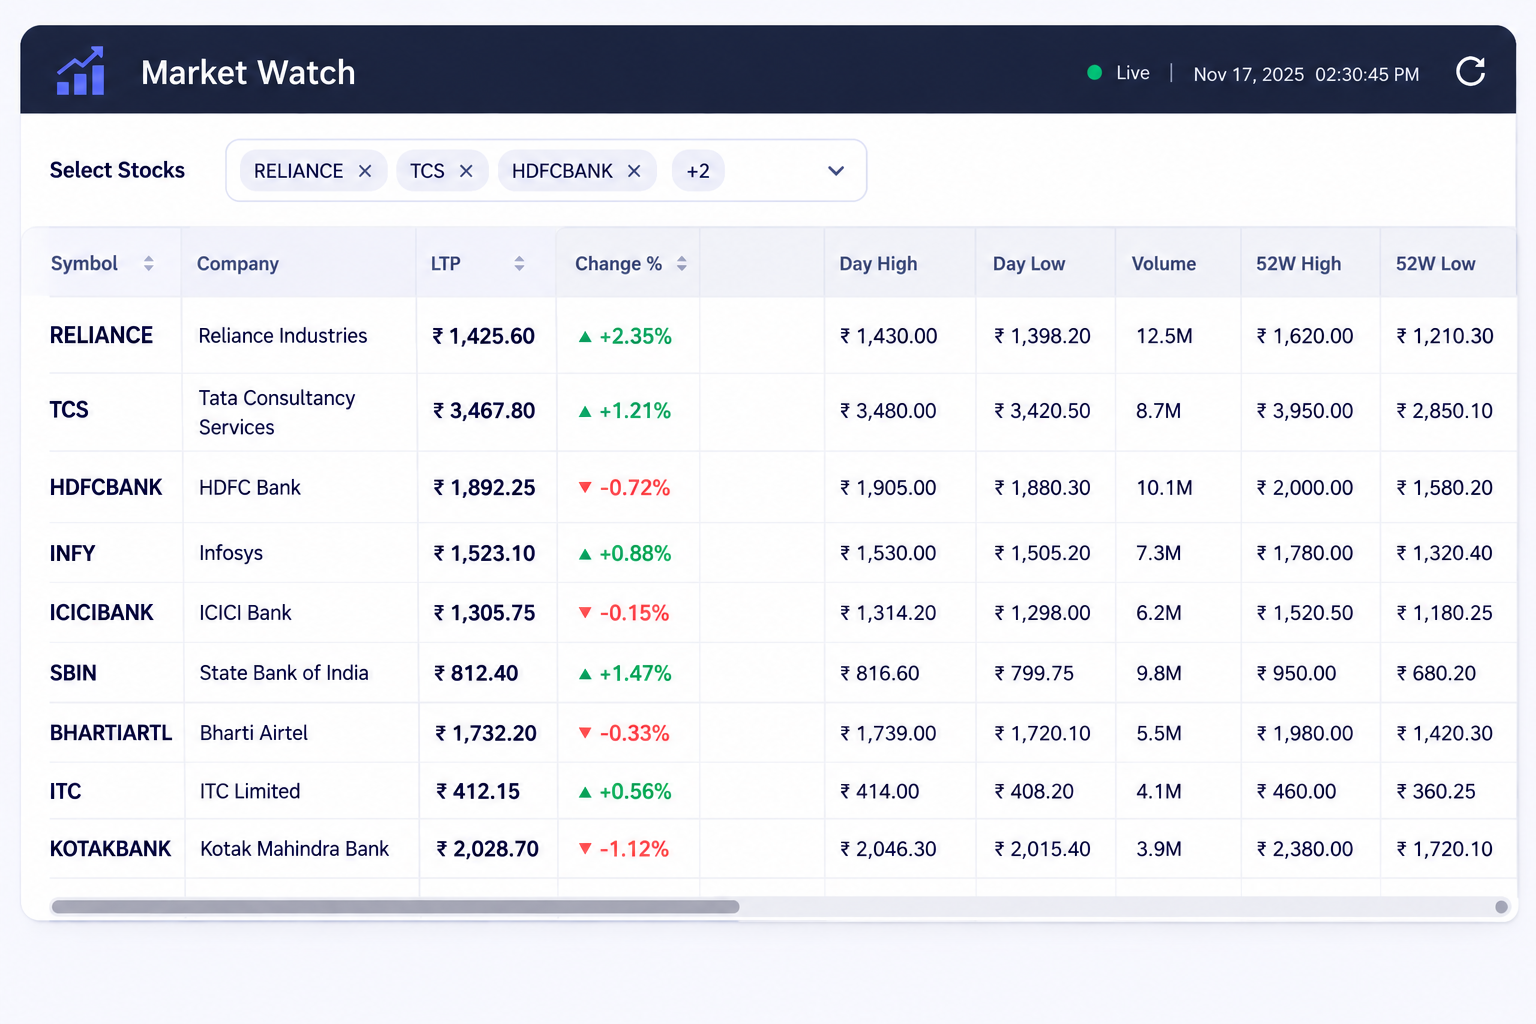 Market Watch
Live | Nov 17, 2025 02:30:45 PM
Select Stocks RELIANCE × TCS × HDFCBANK × +2
Symbol Company LTP Change % Day High Day Low Volume 52W High 52W Low
RELIANCE Reliance Industries ₹ 1,425.60 ▲ +2.35% ₹ 1,430.00 ₹ 1,398.20 12.5M ₹ 1,620.00 ₹ 1,210.30
TCS Tata Consultancy Services ₹ 3,467.80 ▲ +1.21% ₹ 3,480.00 ₹ 3,420.50 8.7M ₹ 3,950.00 ₹ 2,850.10
HDFCBANK HDFC Bank ₹ 1,892.25 ▼ -0.72% ₹ 1,905.00 ₹ 1,880.30 10.1M ₹ 2,000.00 ₹ 1,580.20
INFY Infosys ₹ 1,523.10 ▲ +0.88% ₹ 1,530.00 ₹ 1,505.20 7.3M ₹ 1,780.00 ₹ 1,320.40
ICICIBANK ICICI Bank ₹ 1,305.75 ▼ -0.15% ₹ 1,314.20 ₹ 1,298.00 6.2M ₹ 1,520.50 ₹ 1,180.25
SBIN State Bank of India ₹ 812.40 ▲ +1.47% ₹ 816.60 ₹ 799.75 9.8M ₹ 950.00 ₹ 680.20
BHARTIARTL Bharti Airtel ₹ 1,732.20 ▼ -0.33% ₹ 1,739.00 ₹ 1,720.10 5.5M ₹ 1,980.00 ₹ 1,420.30
ITC ITC Limited ₹ 412.15 ▲ +0.56% ₹ 414.00 ₹ 408.20 4.1M ₹ 460.00 ₹ 360.25
KOTAKBANK Kotak Mahindra Bank ₹ 2,028.70 ▼ -1.12% ₹ 2,046.30 ₹ 2,015.40 3.9M ₹ 2,380.00 ₹ 1,720.10